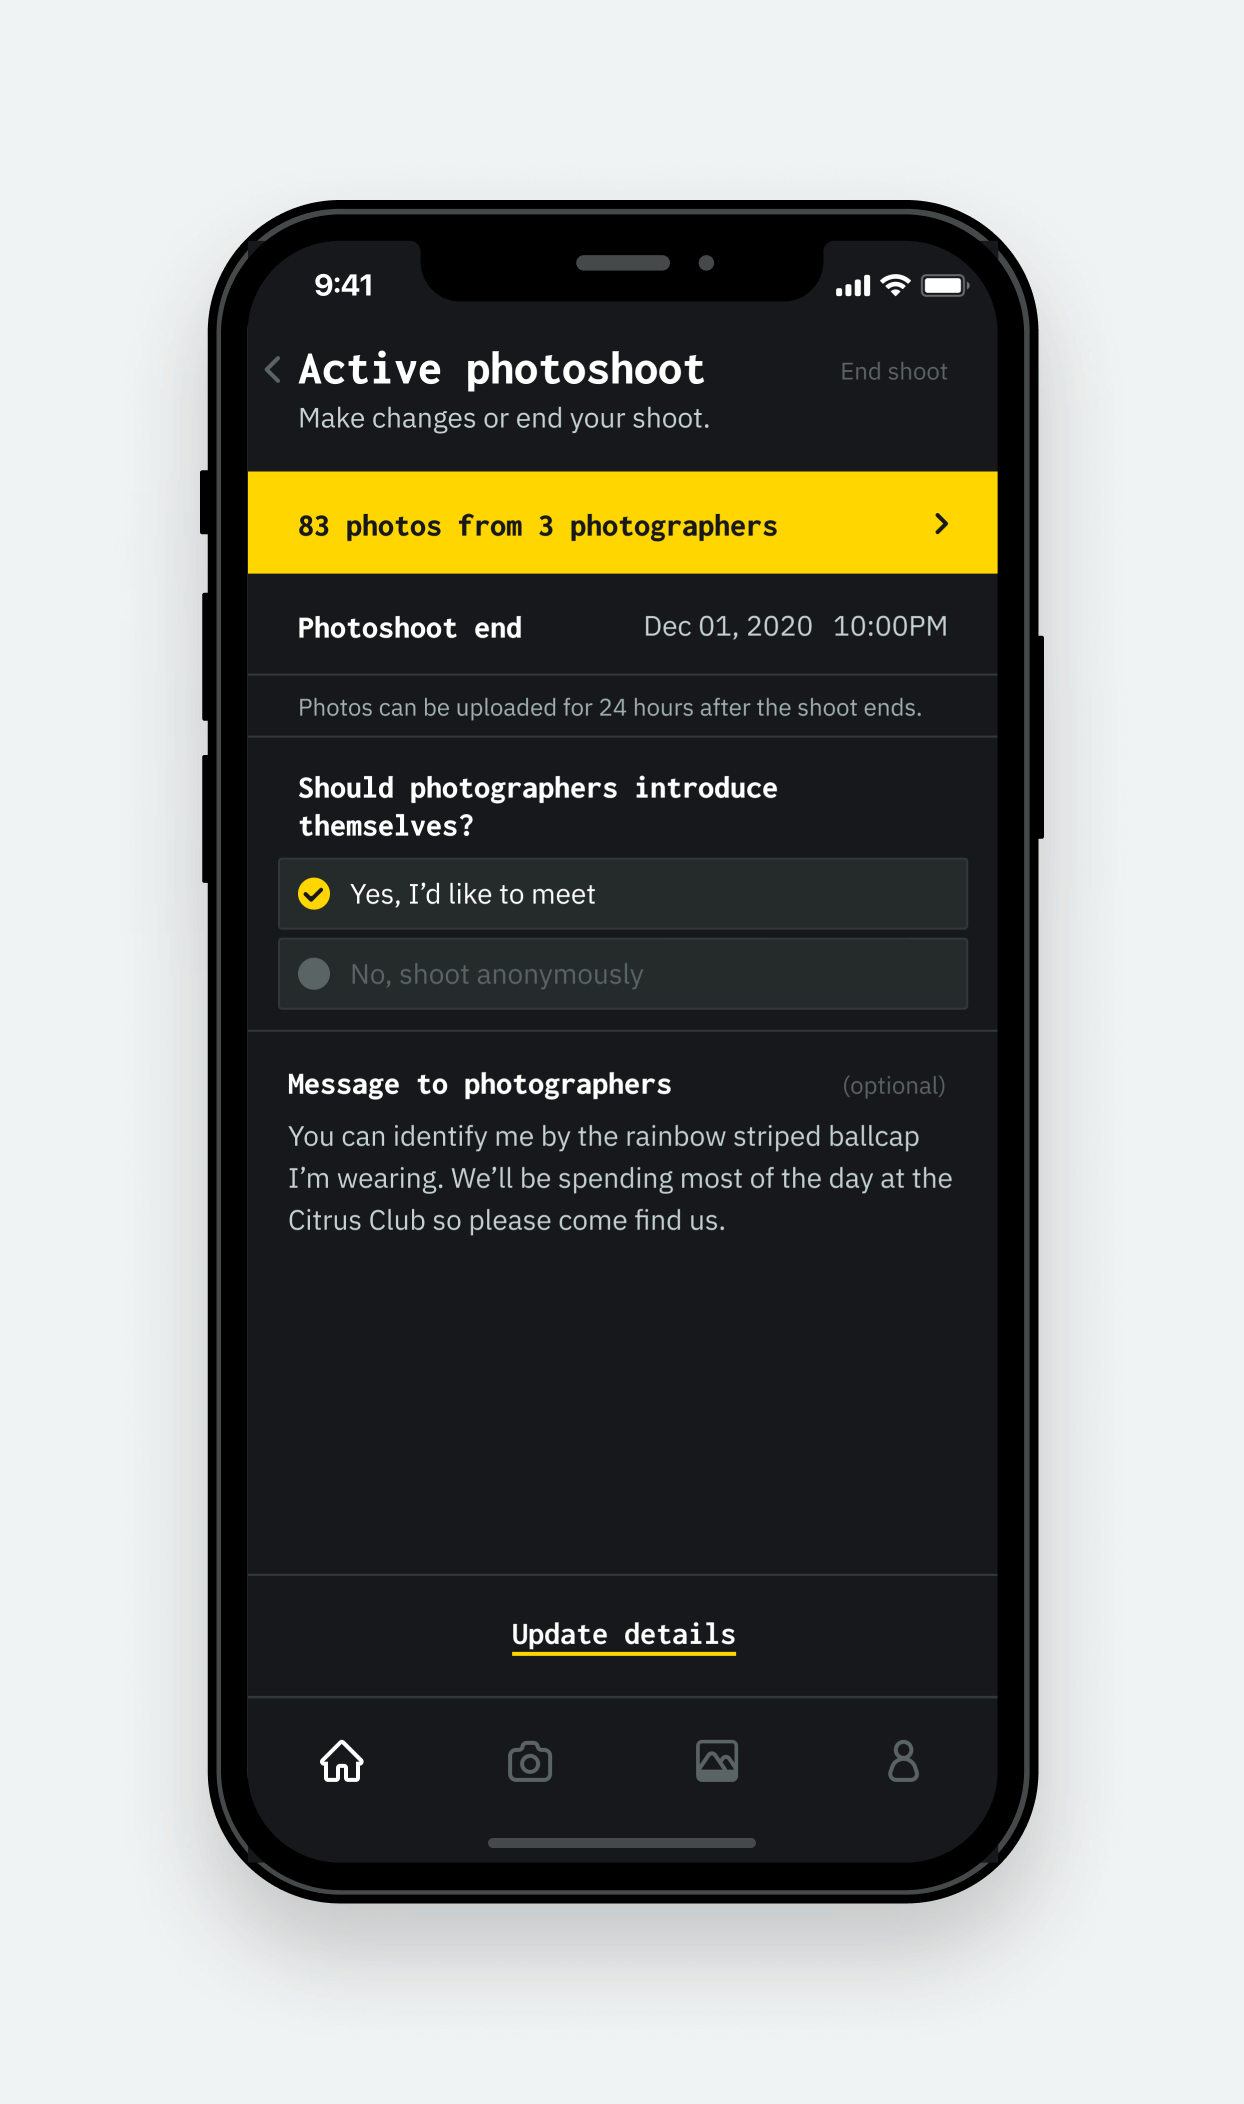 9:41
Active photoshoot
End shoot
Make changes or end your shoot.
83 photos from 3 photographers
Photoshoot end
Dec 01, 2020 10:00PM
Photos can be uploaded for 24 hours after the shoot ends.
Should photographers introduce
themselves?
Yes, I’d like to meet
No, shoot anonymously
Message to photographers
(optional)
You can identify me by the rainbow striped ballcap
I’m wearing. We’ll be spending most of the day at the
Citrus Club so please come find us.
Update details